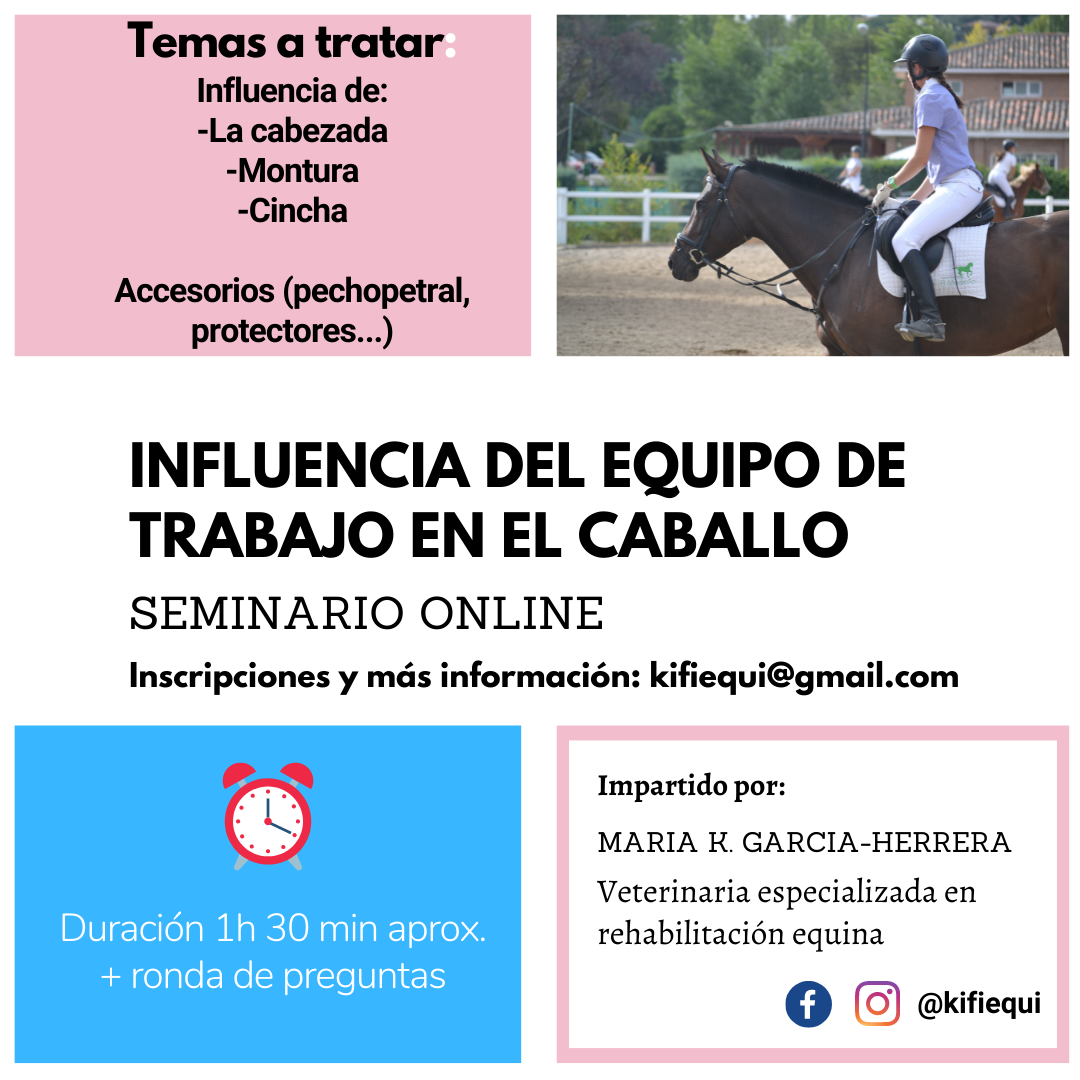 Temas a tratar:
Influencia de:
-La cabezada
-Montura
-Cincha
Accesorios (pechopetral,
protectores...)
INFLUENCIA DEL EQUIPO DE
TRABAJO EN EL CABALLO
SEMINARIO ONLINE
Inscripciones y más información: kifiequi@gmail.com
Duración 1h 30 min aprox.
+ ronda de preguntas
Impartido por:
MARIA K. GARCIA-HERRERA
Veterinaria especializada en
rehabilitación equina
@kifiequi